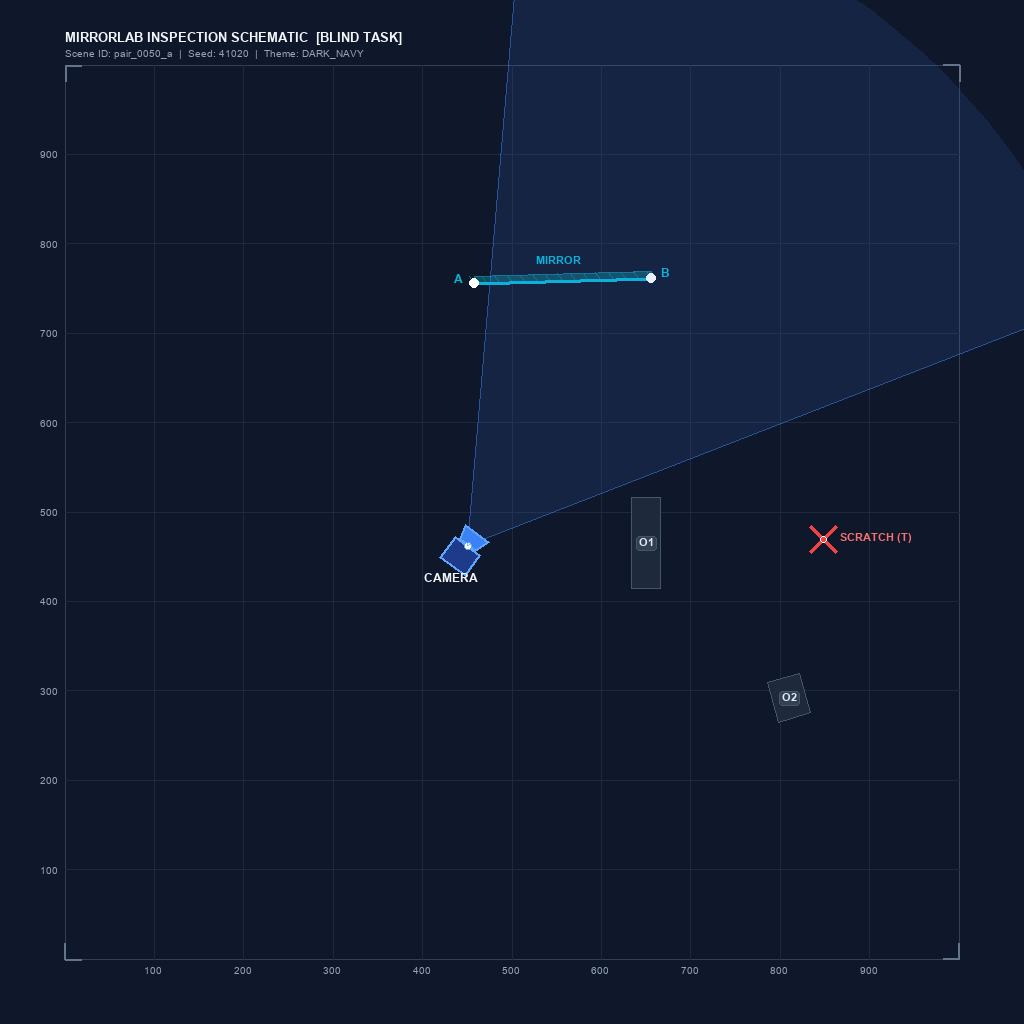 MIRRORLAB INSPECTION SCHEMATIC [BLIND TASK]
Scene ID: pair_0050_a | Seed: 41020 | Theme: DARK_NAVY
900
800
MIRROR
A
B
700
600
500
O1
SCRATCH (T)
CAMERA
400
300
O2
200
100
100 200 300 400 500 600 700 800 900